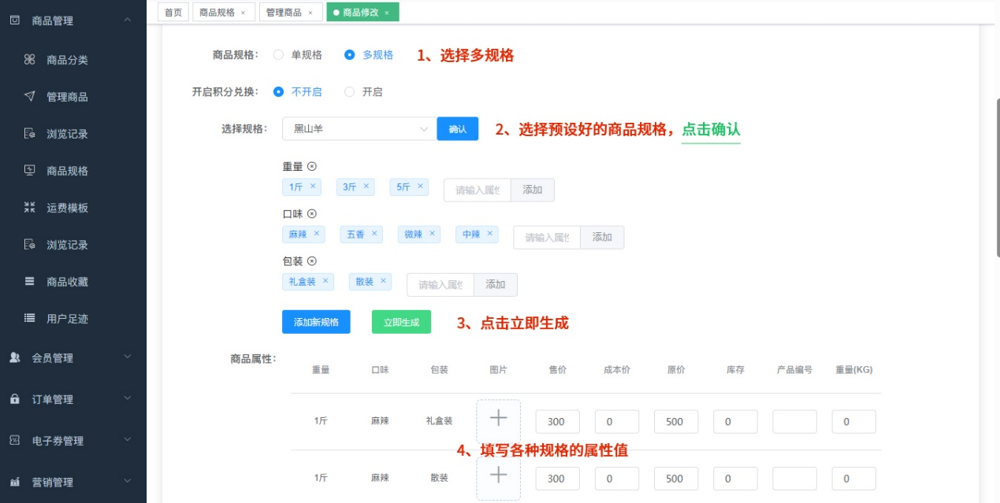 商品管理
商品分类
管理商品
浏览记录
商品规格
运费模板
浏览记录
商品收藏
用户足迹
会员管理
订单管理
电子券管理
营销管理
首页 商品规格 × 管理商品 × 商品修改 ×
商品规格： 单规格 多规格 1、选择多规格
开启积分兑换： 不开启 开启
选择规格： 黑山羊 确认 2、选择预设好的商品规格，点击确认
重量
1斤 × 3斤 × 5斤 × 请输入属性 添加
口味
麻辣 × 五香 × 微辣 × 中辣 × 请输入属性 添加
包装
礼盒装 × 散装 × 请输入属性 添加
添加新规格 立即生成 3、点击立即生成
商品属性：
重量 口味 包装 图片 售价 成本价 原价 库存 产品编号 重量(KG)
1斤 麻辣 礼盒装 300 0 500 0 0
4、填写各种规格的属性值
1斤 麻辣 散装 300 0 500 0 0